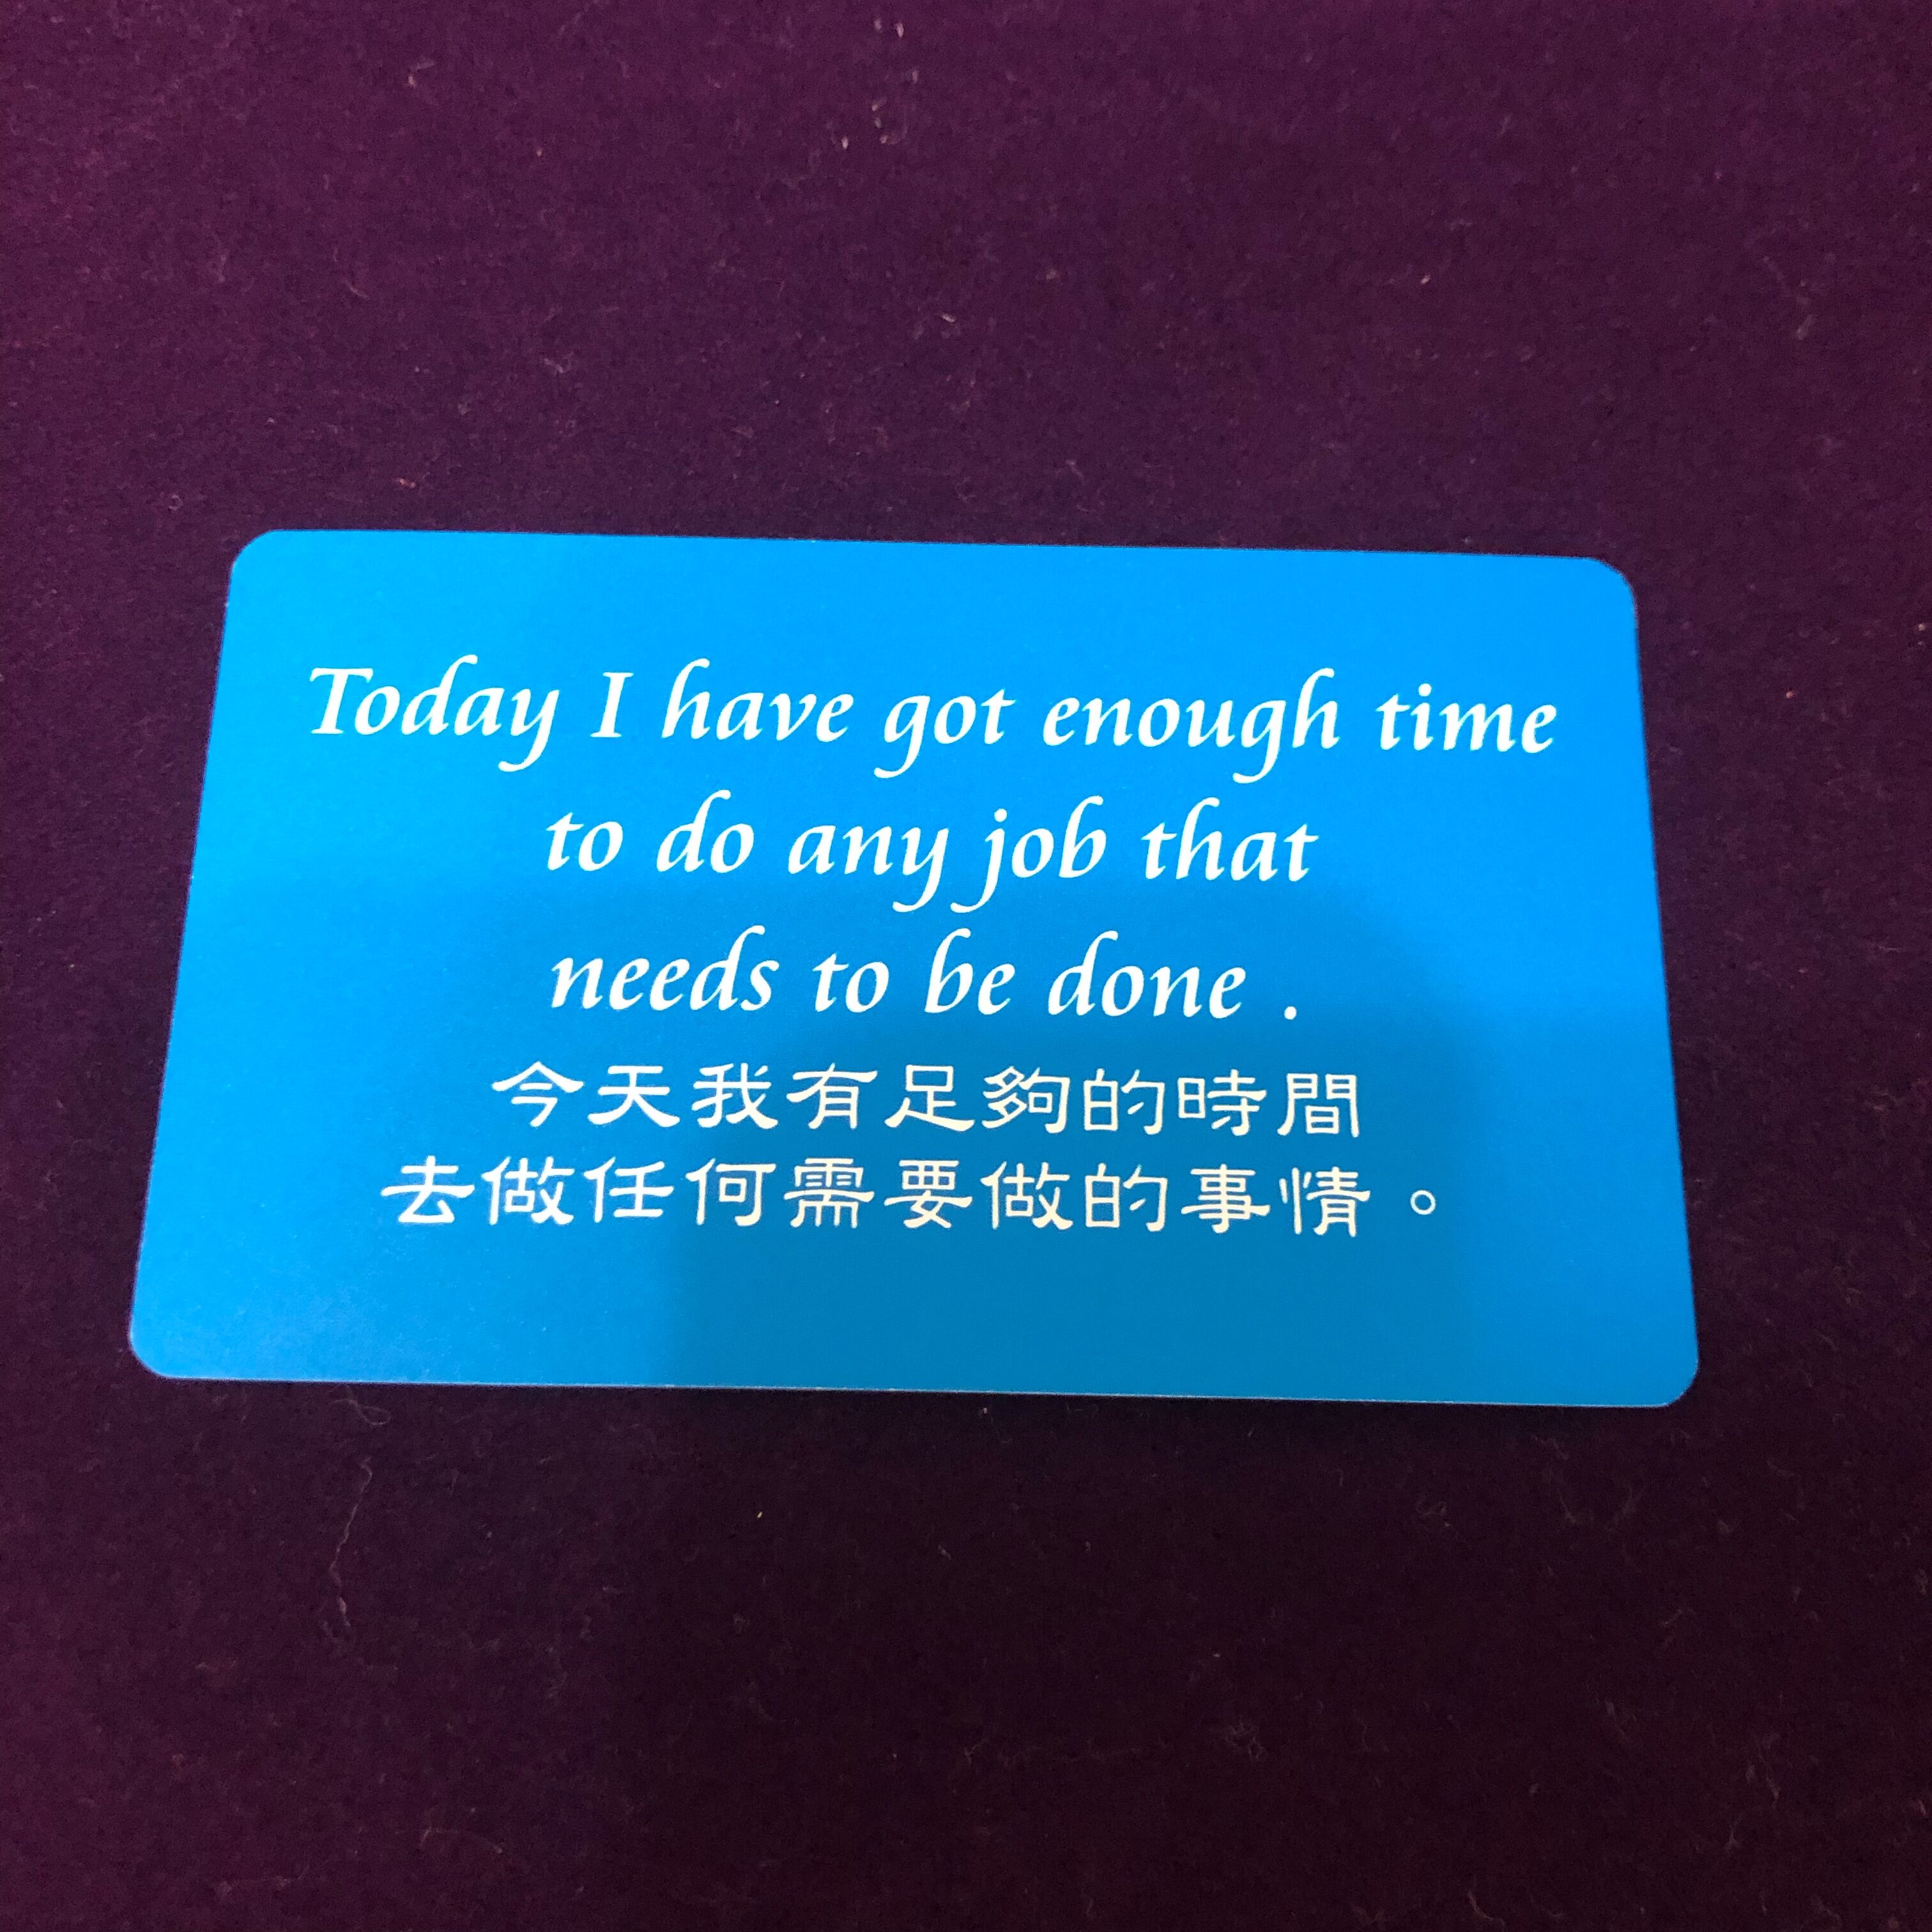 Today I have got enough time
to do any job that
needs to be done .
今天我有足夠的時間
去做任何需要做的事情。